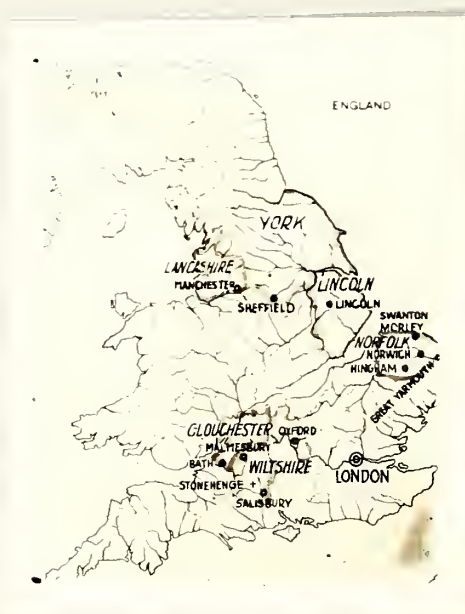 ENGLAND
YORK
LANCASHIRE
MANCHESTER
SHEFFIELD
LINCOLN
LINCOLN
SWANTON
MORLEY
NORFOLK
NORWICH
HINGHAM
GREAT YARMOUTH
GLOUCHESTER
OXFORD
MALMESBURY
BATH
WILTSHIRE
STONEHENGE +
SALISBURY
LONDON